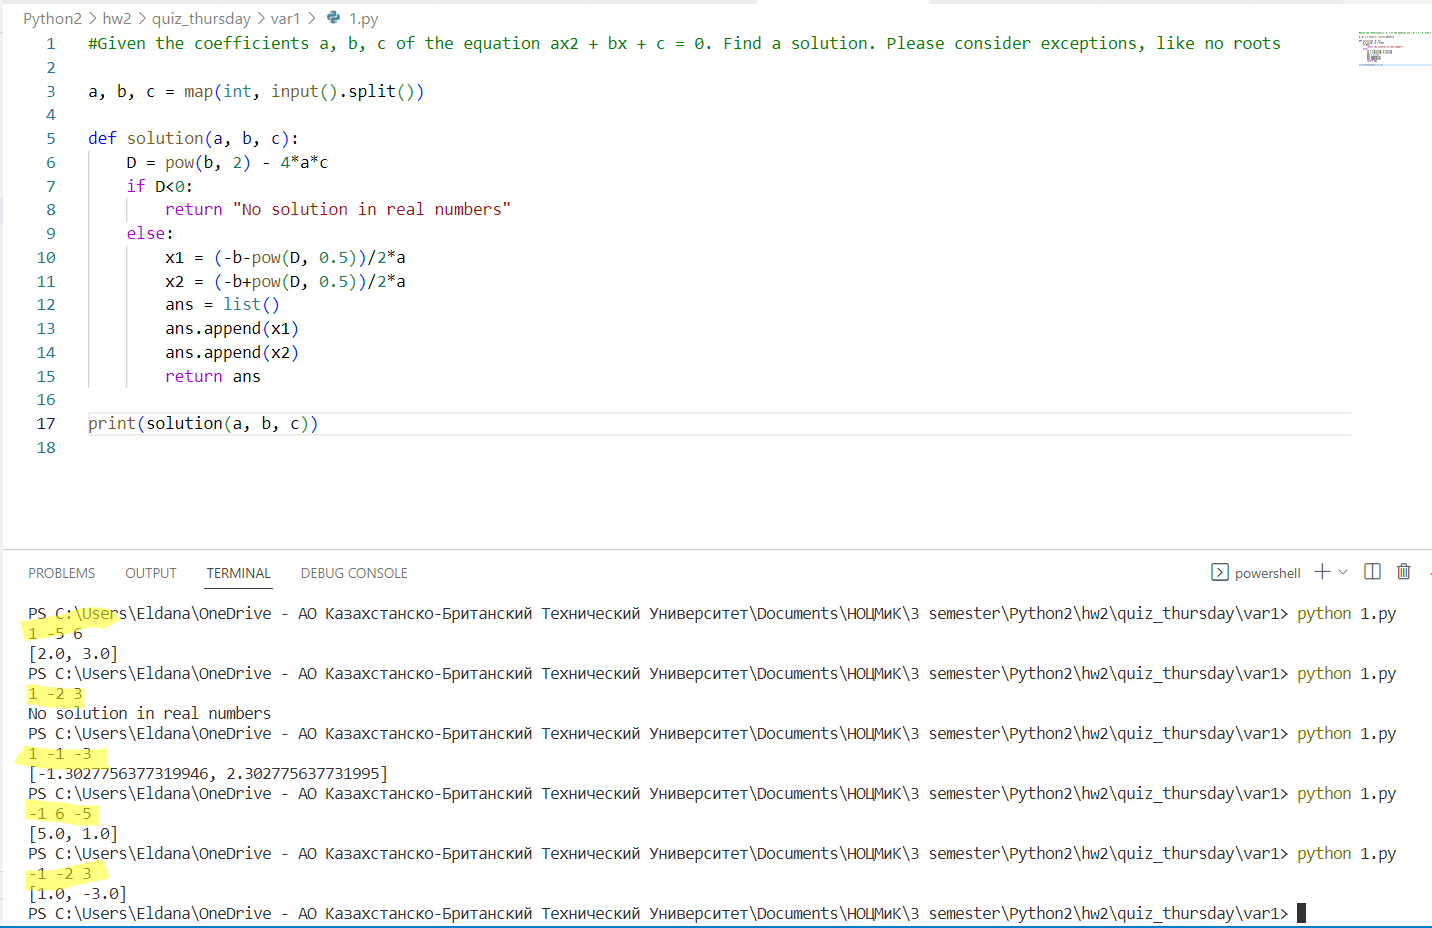 Python2 > hw2 > quiz_thursday > var1 > 1.py
1 #Given the coefficients a, b, c of the equation ax2 + bx + c = 0. Find a solution. Please consider exceptions, like no roots
2
3 a, b, c = map(int, input().split())
4
5 def solution(a, b, c):
6     D = pow(b, 2) - 4*a*c
7     if D<0:
8         return "No solution in real numbers"
9     else:
10         x1 = (-b-pow(D, 0.5))/2*a
11         x2 = (-b+pow(D, 0.5))/2*a
12         ans = list()
13         ans.append(x1)
14         ans.append(x2)
15         return ans
16
17 print(solution(a, b, c))
18
PROBLEMS OUTPUT TERMINAL DEBUG CONSOLE powershell
PS C:\Users\Eldana\OneDrive - АО Казахстанско-Британский Технический Университет\Documents\НОЦМиК\3 semester\Python2\hw2\quiz_thursday\var1> python 1.py
1 -5 6
[2.0, 3.0]
PS C:\Users\Eldana\OneDrive - АО Казахстанско-Британский Технический Университет\Documents\НОЦМиК\3 semester\Python2\hw2\quiz_thursday\var1> python 1.py
1 -2 3
No solution in real numbers
PS C:\Users\Eldana\OneDrive - АО Казахстанско-Британский Технический Университет\Documents\НОЦМиК\3 semester\Python2\hw2\quiz_thursday\var1> python 1.py
1 -1 -3
[-1.3027756377319946, 2.302775637731995]
PS C:\Users\Eldana\OneDrive - АО Казахстанско-Британский Технический Университет\Documents\НОЦМиК\3 semester\Python2\hw2\quiz_thursday\var1> python 1.py
-1 6 -5
[5.0, 1.0]
PS C:\Users\Eldana\OneDrive - АО Казахстанско-Британский Технический Университет\Documents\НОЦМиК\3 semester\Python2\hw2\quiz_thursday\var1> python 1.py
-1 -2 3
[1.0, -3.0]
PS C:\Users\Eldana\OneDrive - АО Казахстанско-Британский Технический Университет\Documents\НОЦМиК\3 semester\Python2\hw2\quiz_thursday\var1>